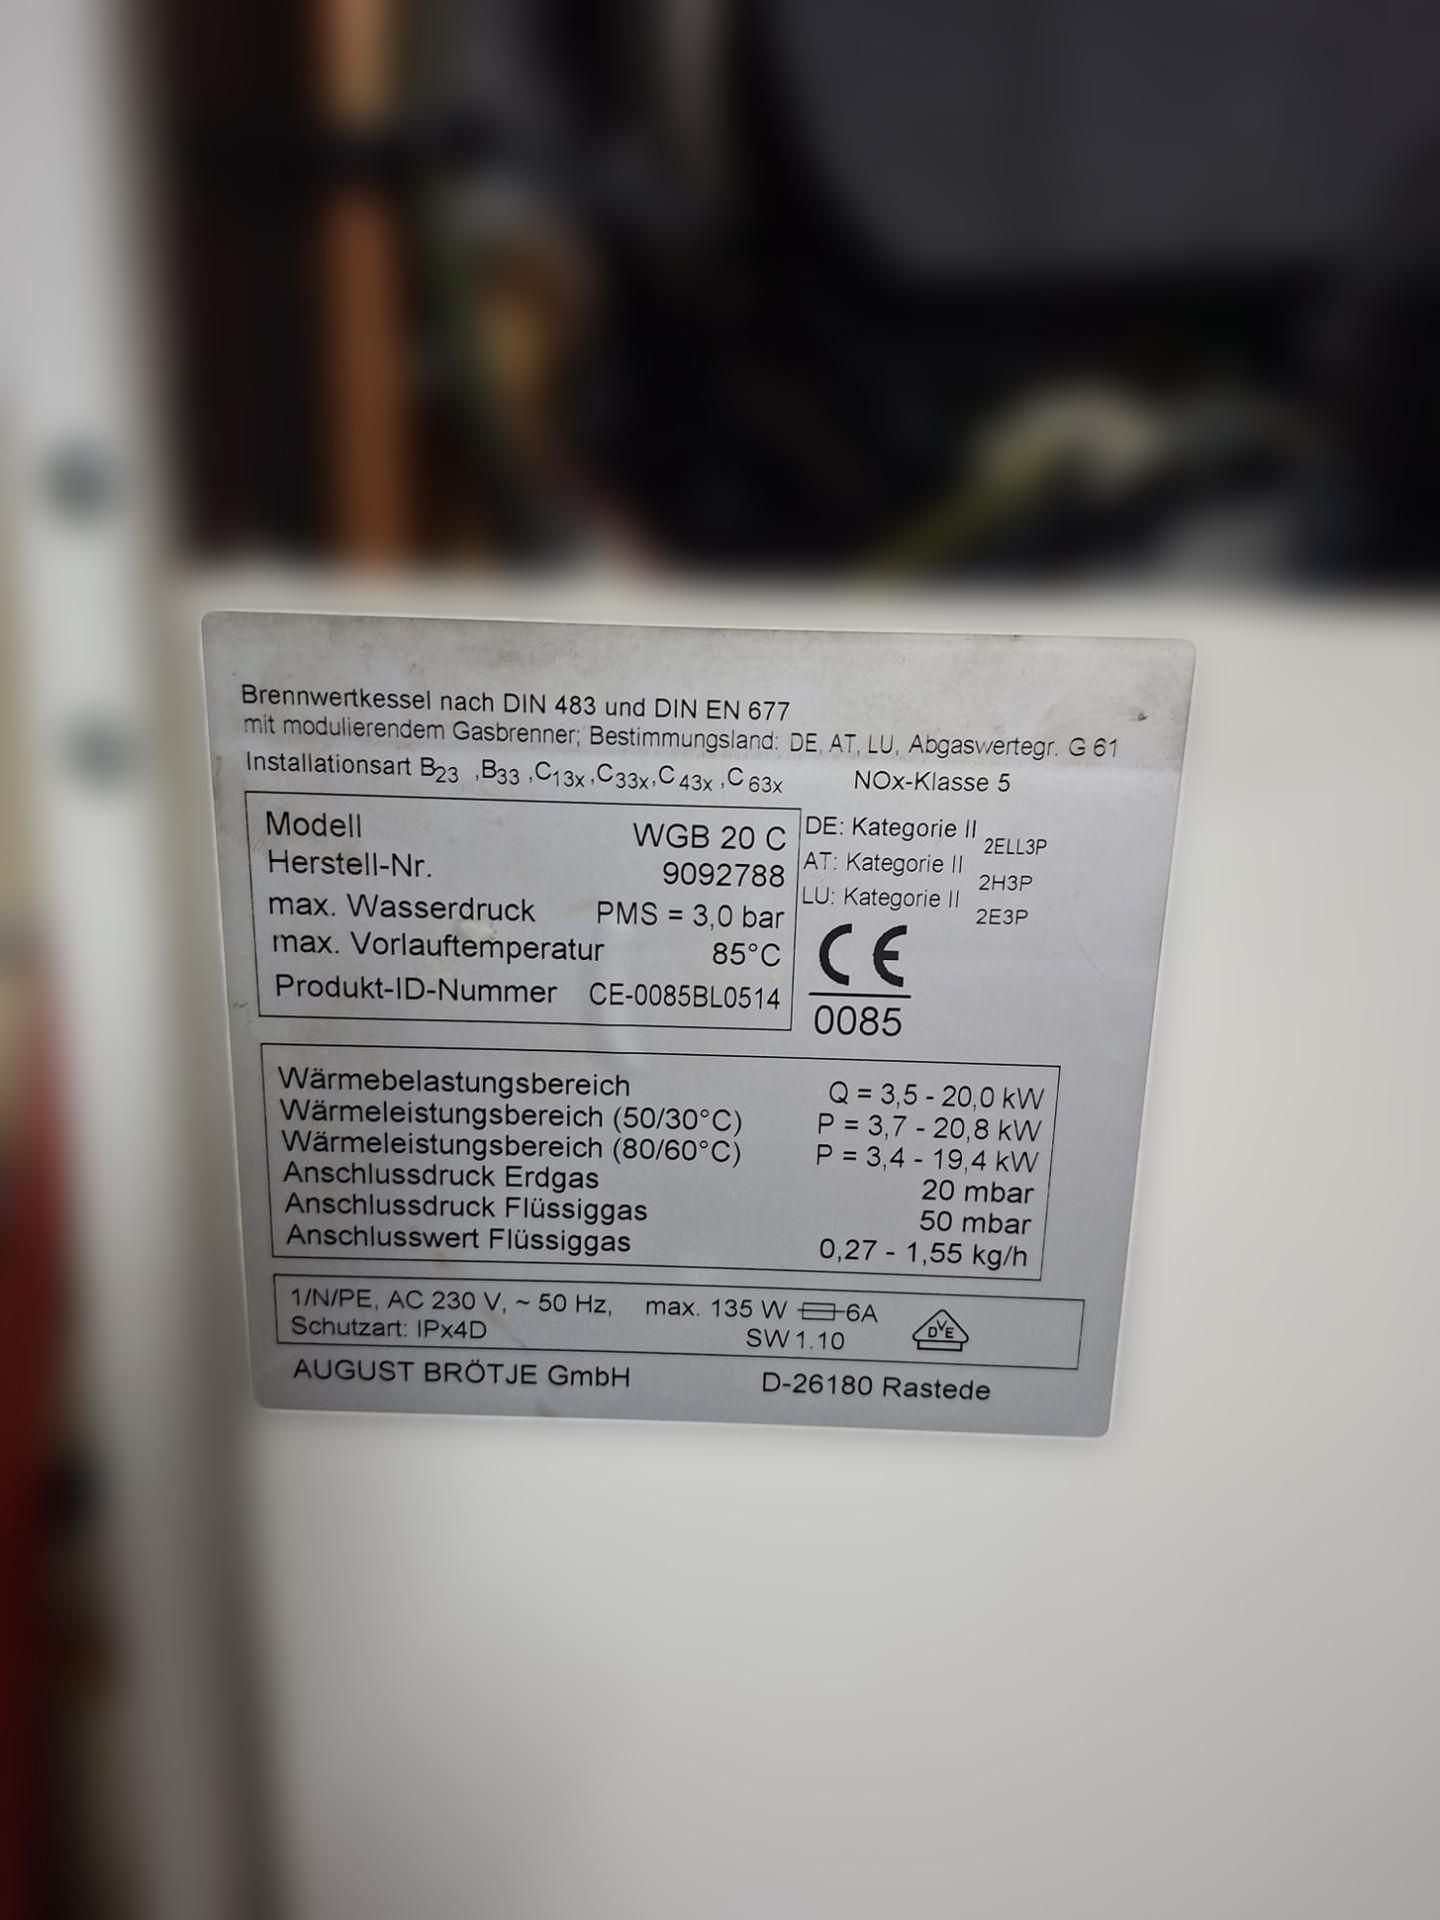 Brennwertkessel nach DIN 483 und DIN EN 677
mit modulierendem Gasbrenner; Bestimmungsland: DE, AT, LU, Abgaswertegr. G 61
Installationsart B23 ,B33 ,C13x ,C33x,C 43x ,C 63x NOx-Klasse 5
Modell WGB 20 C
Herstell-Nr. 9092788
max. Wasserdruck PMS = 3,0 bar
max. Vorlauftemperatur 85°C
Produkt-ID-Nummer CE-0085BL0514
DE: Kategorie II 2ELL3P
AT: Kategorie II 2H3P
LU: Kategorie II 2E3P
CE
0085
Wärmebelastungsbereich Q = 3,5 - 20,0 kW
Wärmeleistungsbereich (50/30°C) P = 3,7 - 20,8 kW
Wärmeleistungsbereich (80/60°C) P = 3,4 - 19,4 kW
Anschlussdruck Erdgas 20 mbar
Anschlussdruck Flüssiggas 50 mbar
Anschlusswert Flüssiggas 0,27 - 1,55 kg/h
1/N/PE, AC 230 V, ~ 50 Hz, max. 135 W 6A
Schutzart: IPx4D SW 1.10
DVE
AUGUST BRÖTJE GmbH D-26180 Rastede